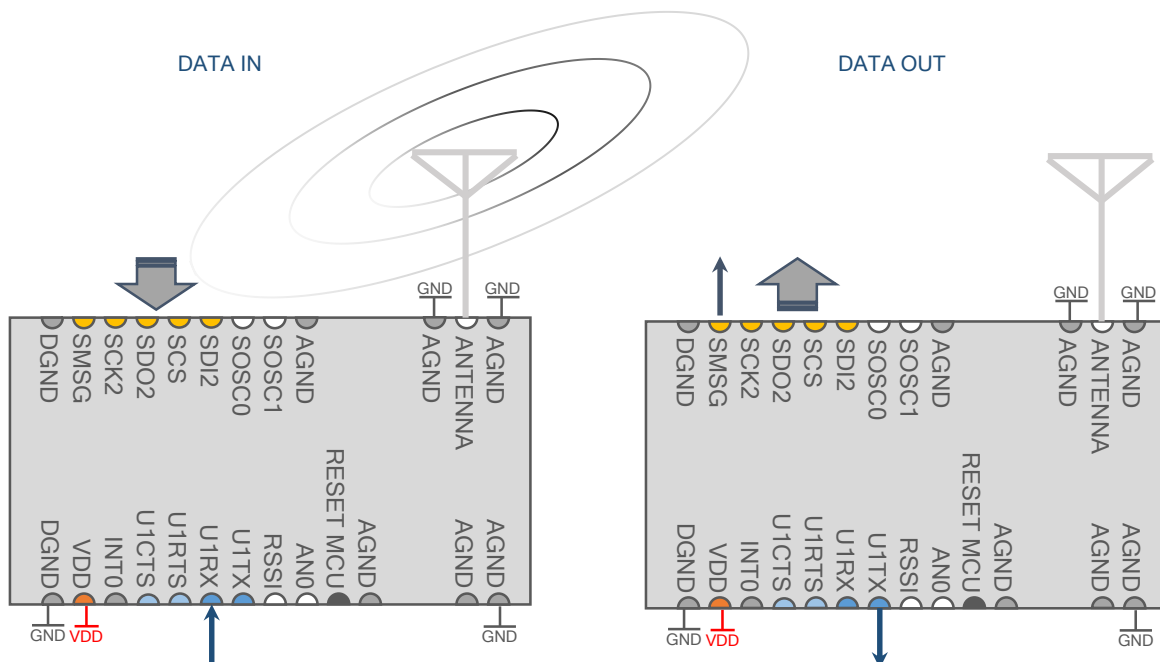 DATA IN
DATA OUT
GND
GND
GND
GND
DGND
SMSG
SCK2
SDO2
SCS
SDI2
SOSC0
SOSC1
AGND
AGND
ANTENNA
AGND
DGND
SMSG
SCK2
SDO2
SCS
SDI2
SOSC0
SOSC1
AGND
AGND
ANTENNA
AGND
DGND
VDD
INT0
U1CTS
U1RTS
U1RX
U1TX
RSSI
AN0
RESET MCU
AGND
AGND
AGND
DGND
VDD
INT0
U1CTS
U1RTS
U1RX
U1TX
RSSI
AN0
RESET MCU
AGND
AGND
AGND
GND
VDD
GND
GND
VDD
GND